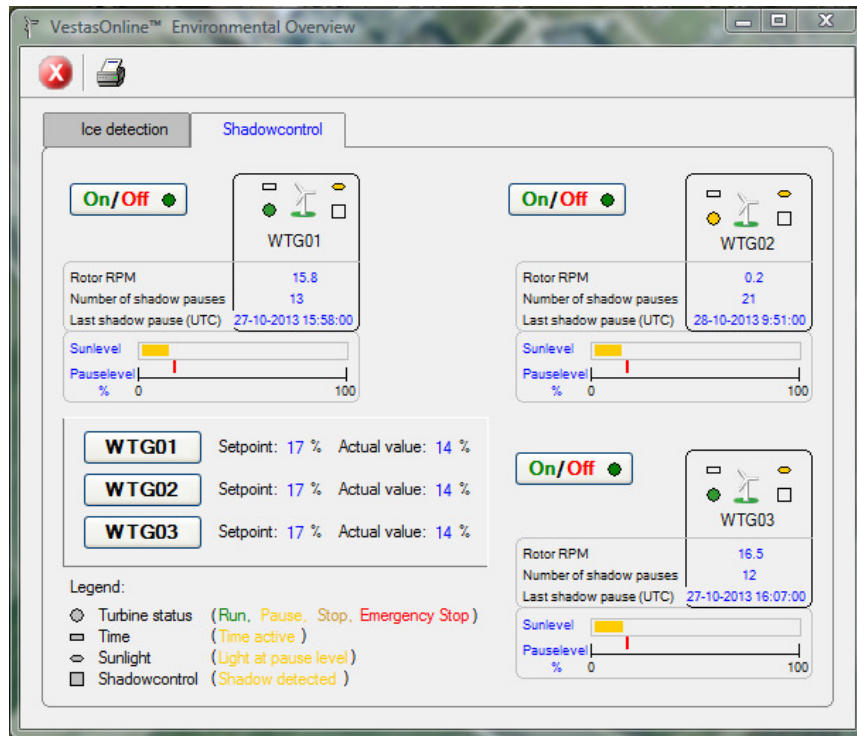 VestasOnline™ Environmental Overview
Ice detection
Shadowcontrol
On/Off
WTG01
Rotor RPM 15.8
Number of shadow pauses 13
Last shadow pause (UTC) 27-10-2013 15:58:00
Sunlevel
Pauselevel
% 0 100
On/Off
WTG02
Rotor RPM 0.2
Number of shadow pauses 21
Last shadow pause (UTC) 28-10-2013 9:51:00
Sunlevel
Pauselevel
% 0 100
WTG01 Setpoint: 17 % Actual value: 14 %
WTG02 Setpoint: 17 % Actual value: 14 %
WTG03 Setpoint: 17 % Actual value: 14 %
On/Off
WTG03
Rotor RPM 16.5
Number of shadow pauses 12
Last shadow pause (UTC) 27-10-2013 16:07:00
Sunlevel
Pauselevel
% 0 100
Legend:
Turbine status (Run, Pause, Stop, Emergency Stop)
Time (Time active )
Sunlight (Light at pause level)
Shadowcontrol (Shadow detected )